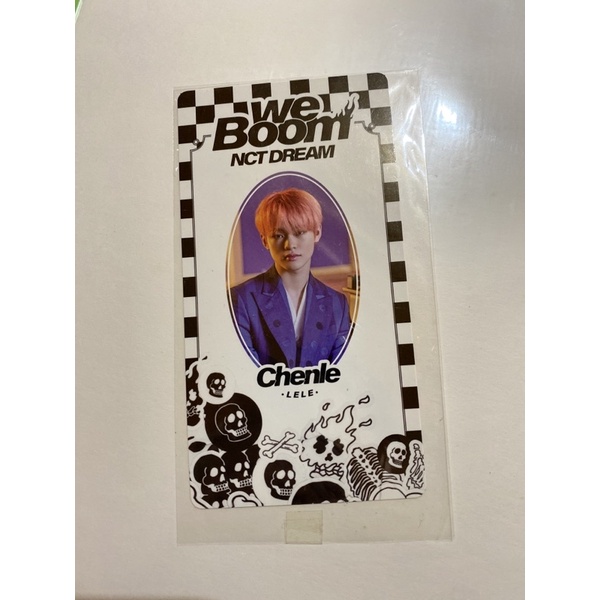 We
Boom
NCT DREAM
Chenle
·LELE·